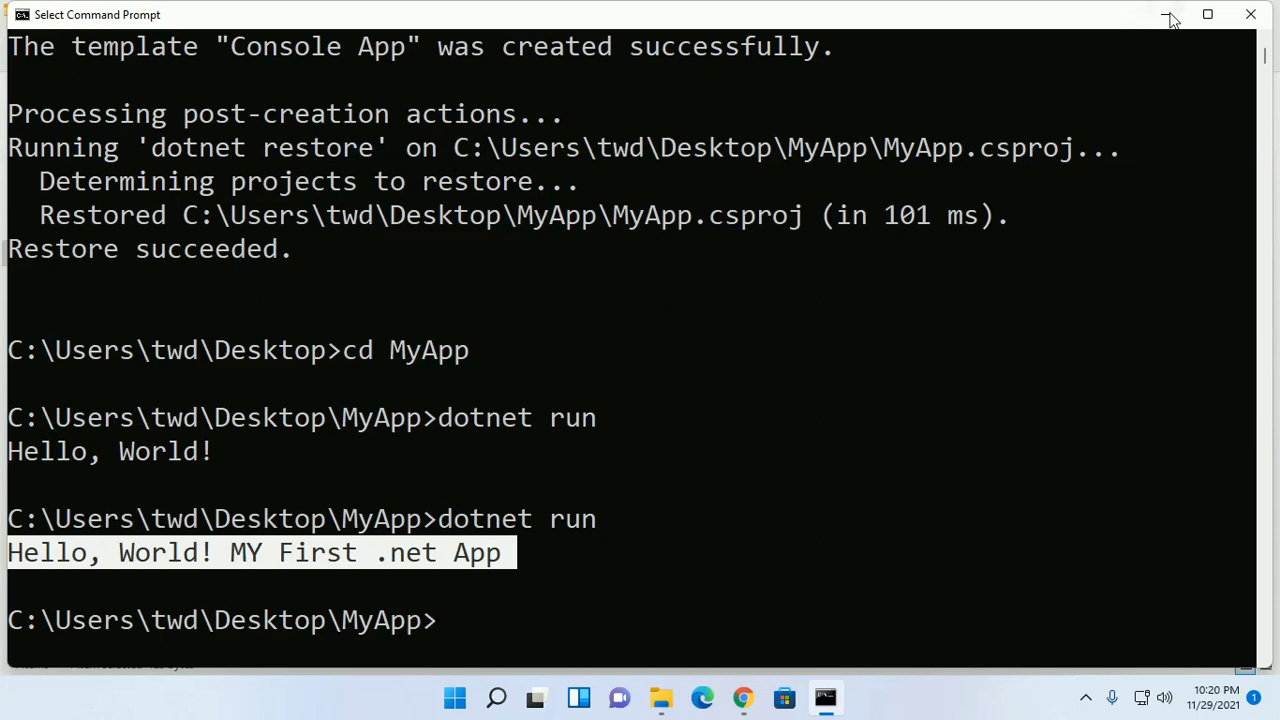 Select Command Prompt
The template "Console App" was created successfully.
Processing post-creation actions...
Running 'dotnet restore' on C:\Users\twd\Desktop\MyApp\MyApp.csproj...
Determining projects to restore...
Restored C:\Users\twd\Desktop\MyApp\MyApp.csproj (in 101 ms).
Restore succeeded.
C:\Users\twd\Desktop>cd MyApp
C:\Users\twd\Desktop\MyApp>dotnet run
Hello, World!
C:\Users\twd\Desktop\MyApp>dotnet run
Hello, World! MY First .net App
C:\Users\twd\Desktop\MyApp>
10:20 PM
11/29/2021
1